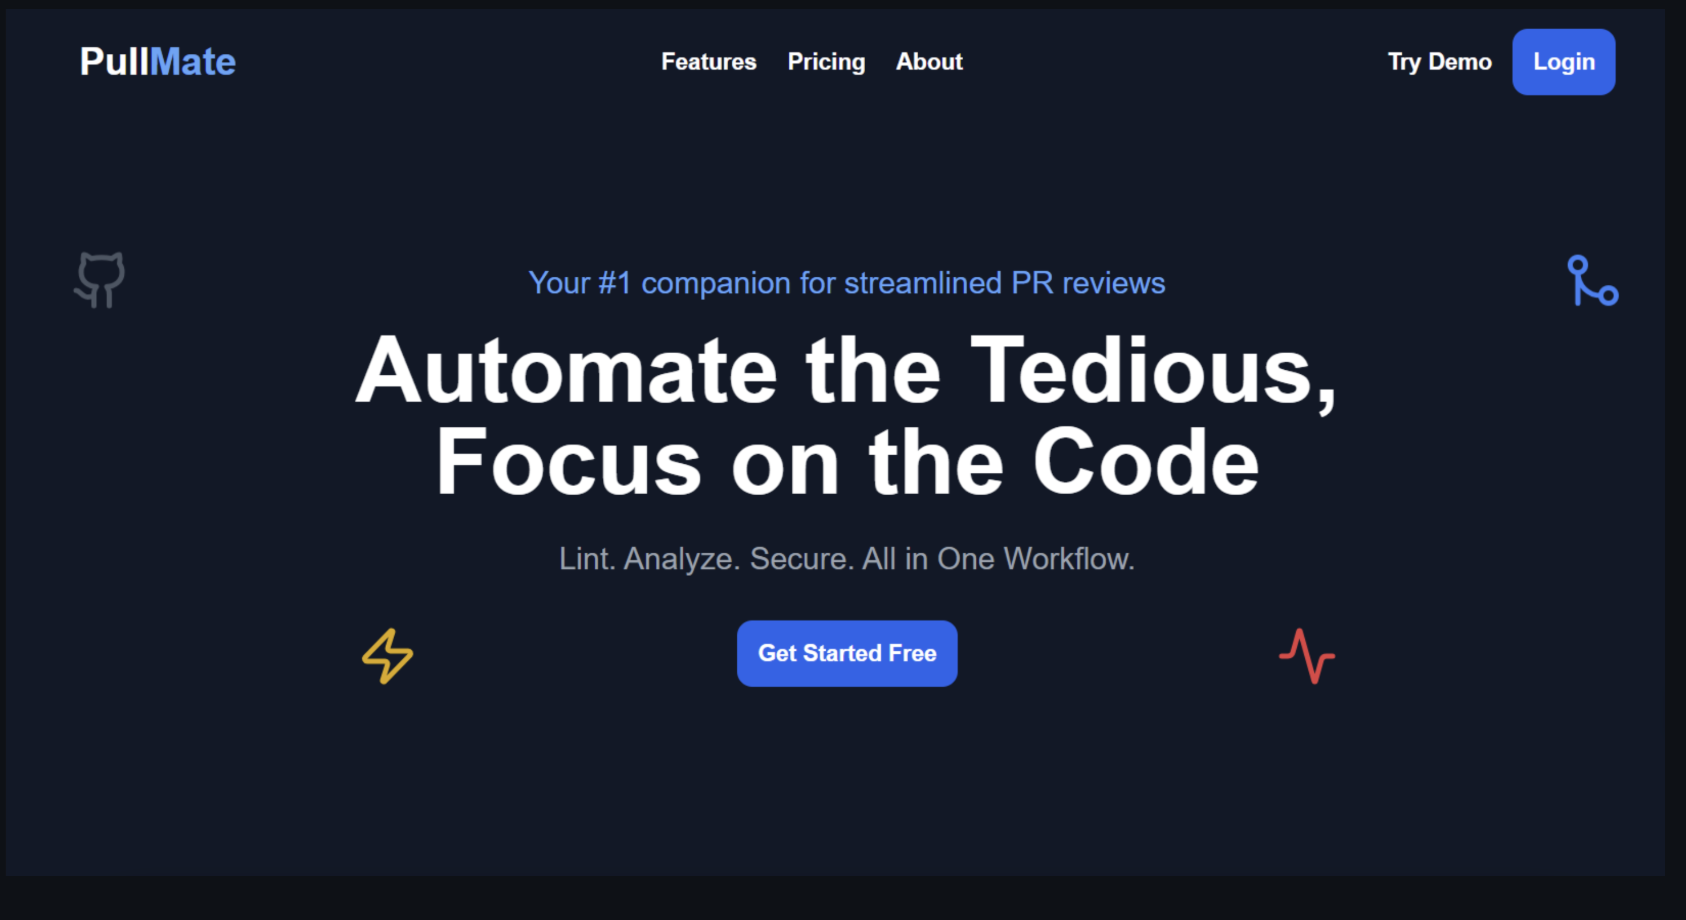 PullMate
Features Pricing About
Try Demo Login
Your #1 companion for streamlined PR reviews
Automate the Tedious,
Focus on the Code
Lint. Analyze. Secure. All in One Workflow.
Get Started Free